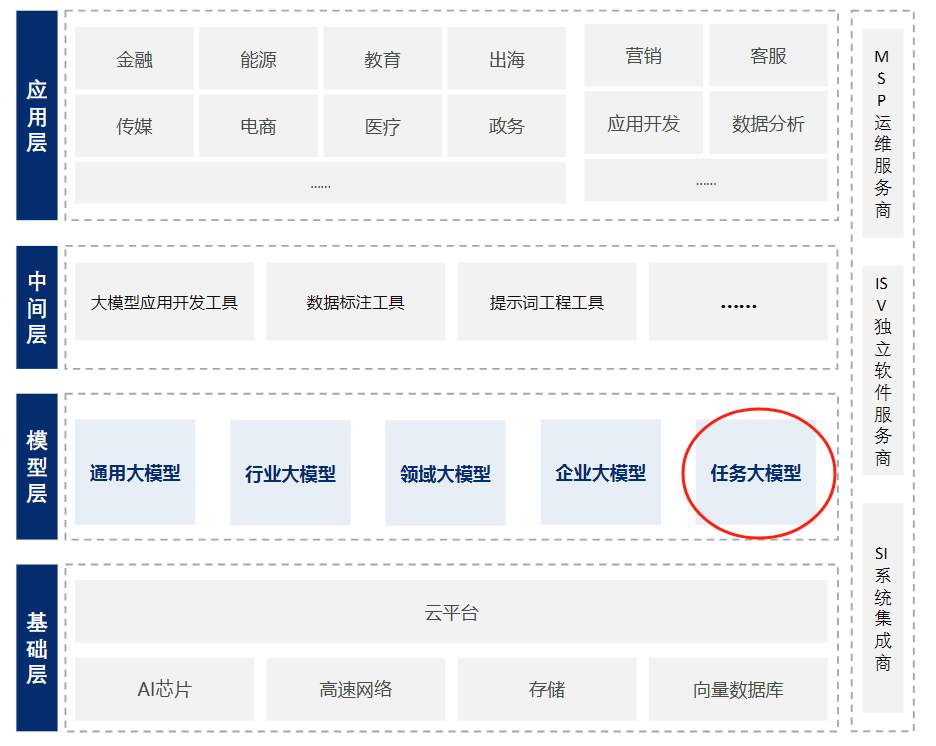 应用层
金融
能源
教育
出海
传媒
电商
医疗
政务
......
营销
客服
应用开发
数据分析
......
中间层
大模型应用开发工具
数据标注工具
提示词工程工具
......
模型层
通用大模型
行业大模型
领域大模型
企业大模型
任务大模型
基础层
云平台
AI芯片
高速网络
存储
向量数据库
MSP运维服务商
ISV独立软件服务商
SI系统集成商